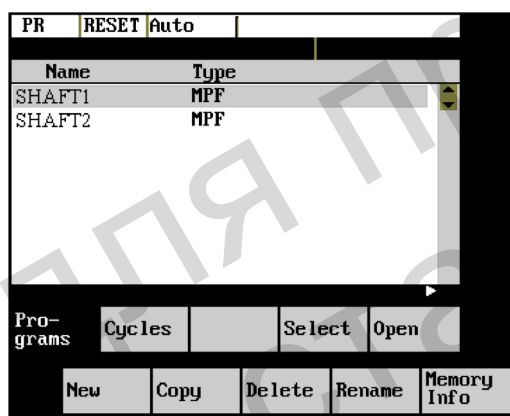 PR RESET Auto
Name Type
SHAFT1 MPF
SHAFT2 MPF
Pro-
grams Cycles Select Open
New Copy Delete Rename Memory
Info